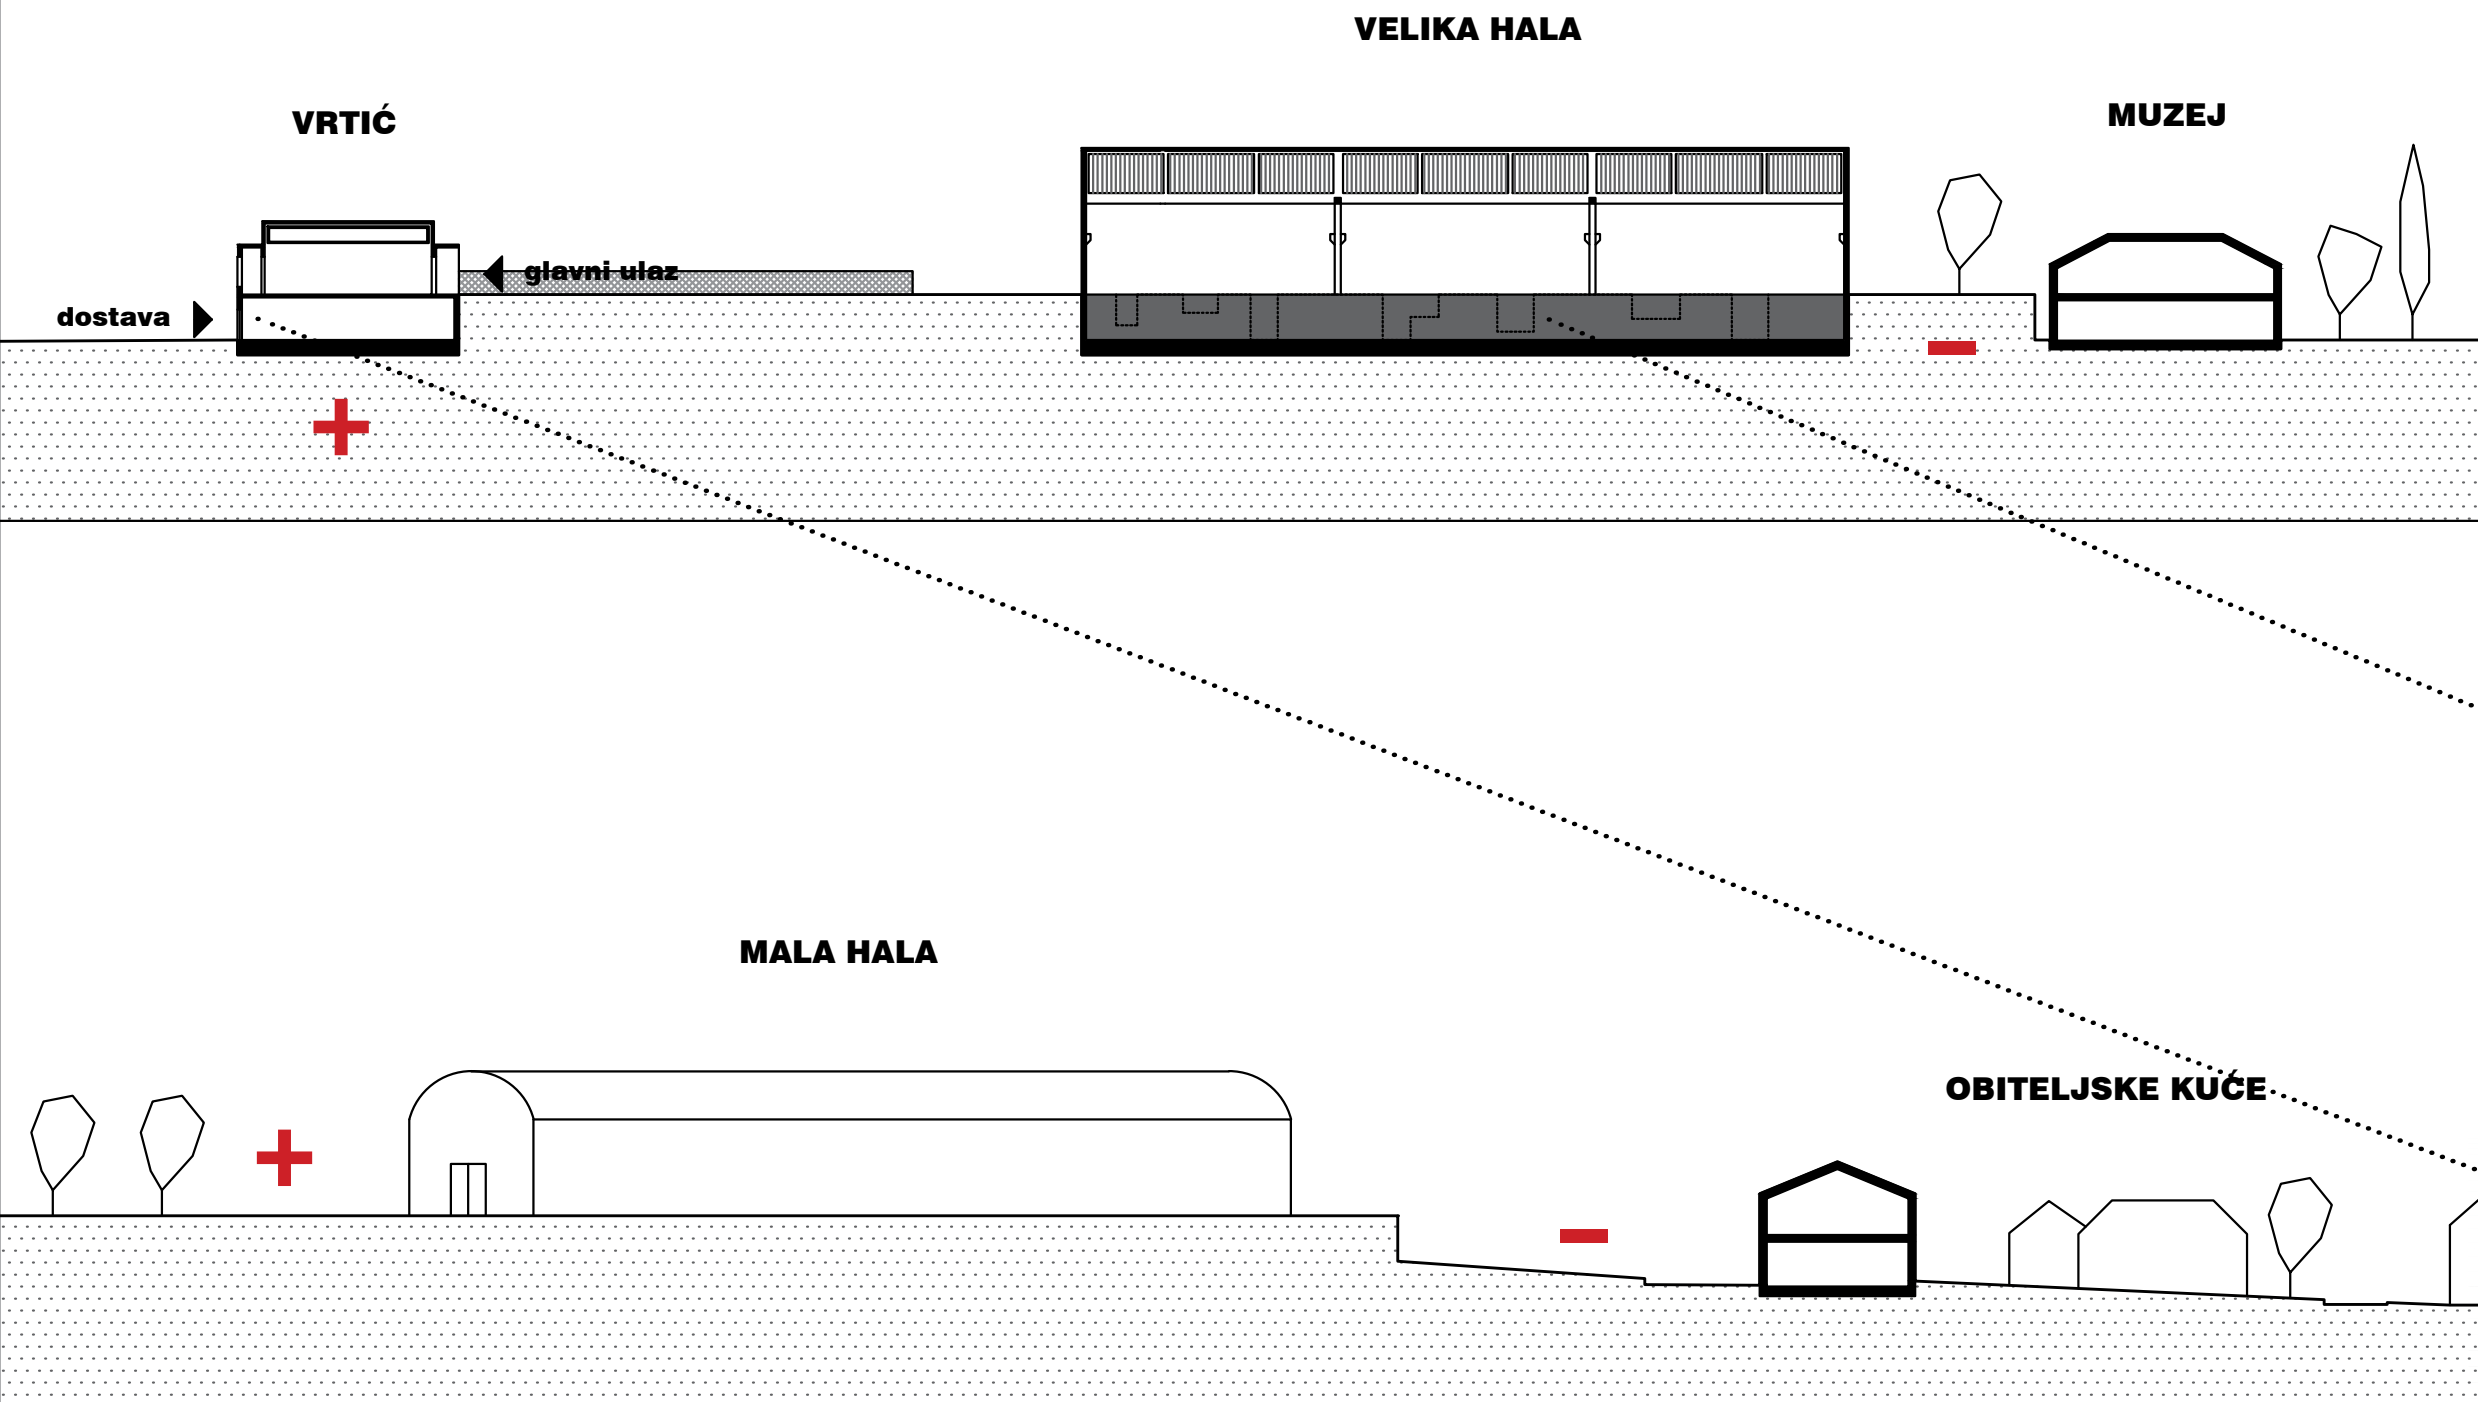 VELIKA HALA
VRTIĆ
MUZEJ
glavni ulaz
dostava
MALA HALA
OBITELJSKE KUĆE